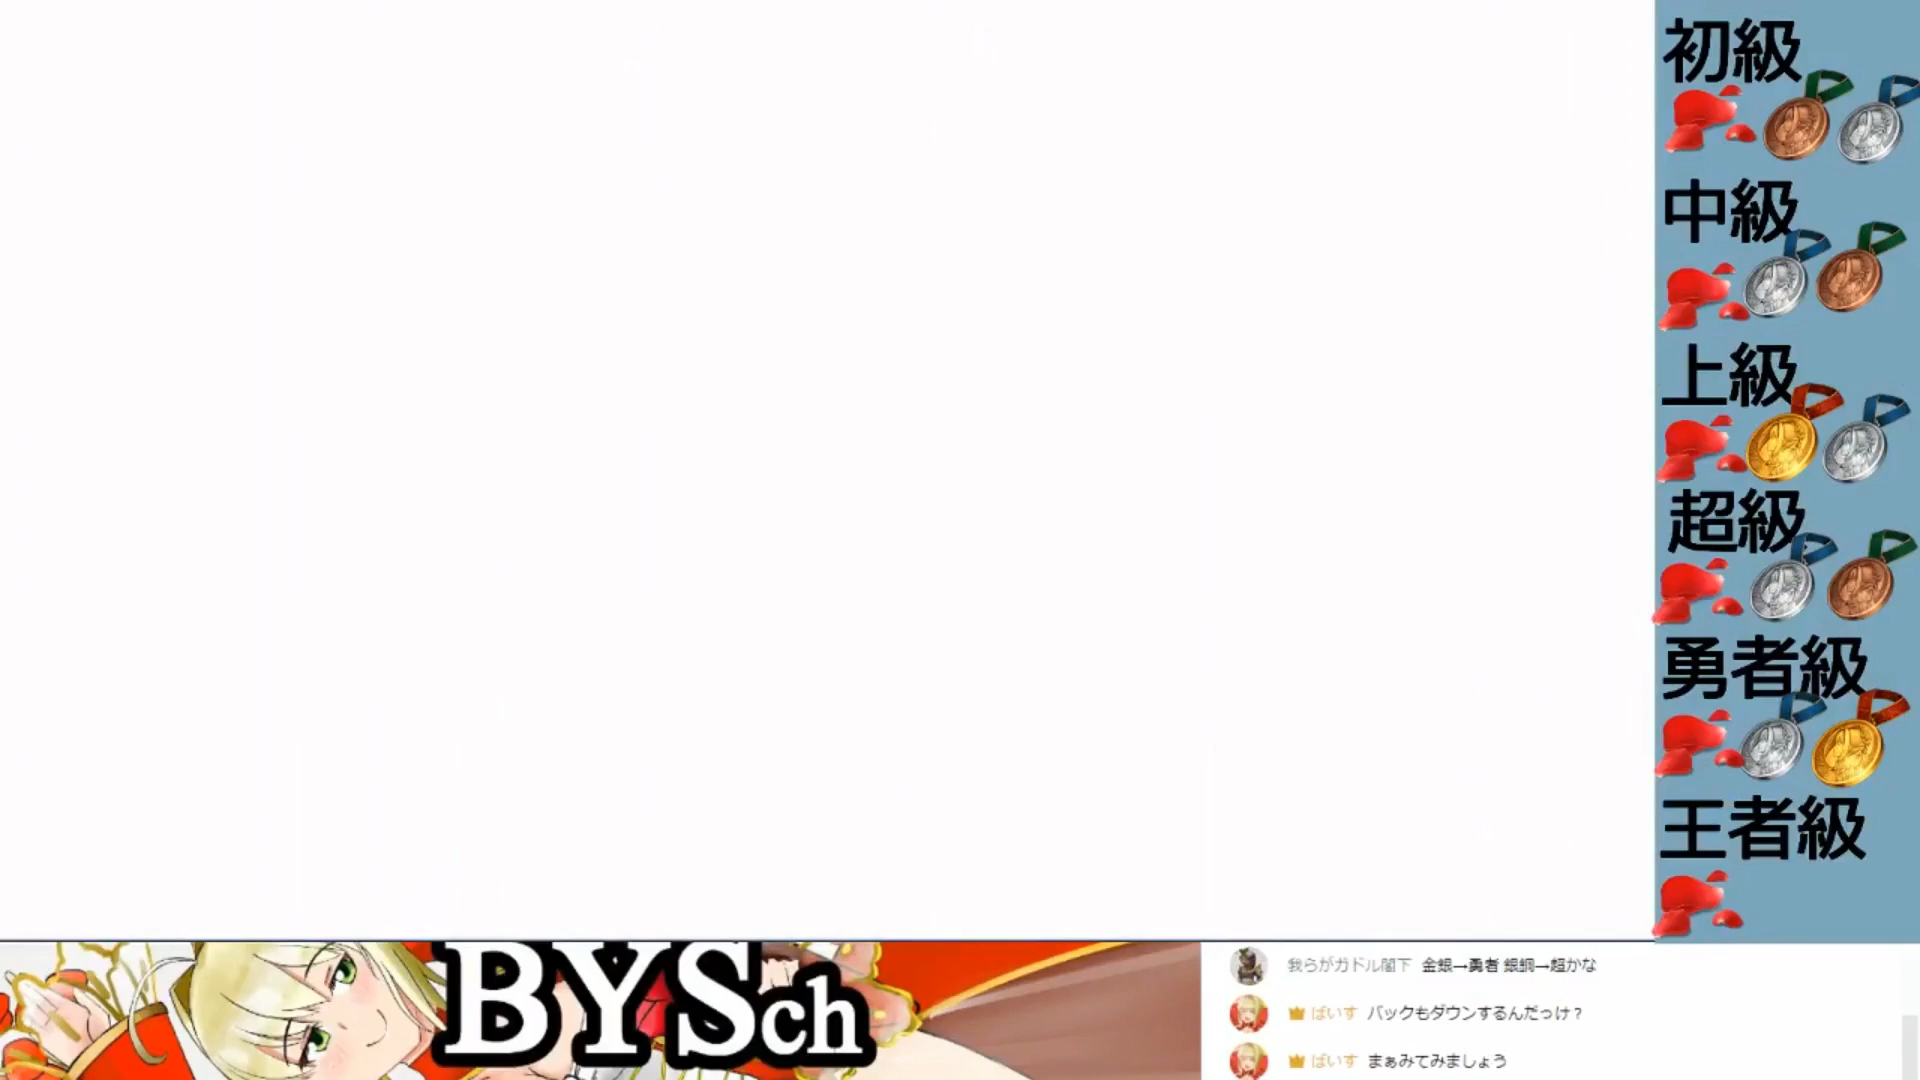 初級
中級
上級
超級
勇者級
王者級
BYSch
我らがガドル閣下 金銀→勇者 銀銅→超かな
ばいす バックもダウンするんだっけ？
ばいす まぁみてみましょう